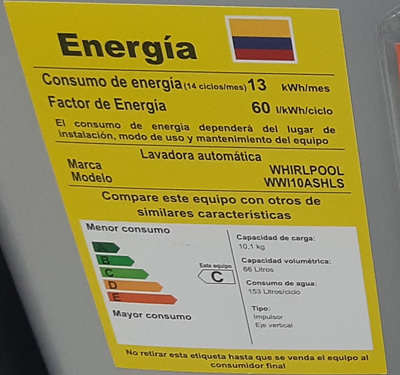 Energía
Consumo de energía (14 ciclos/mes) 13 kWh/mes
Factor de Energía 60 l/kWh/ciclo
El consumo de energía dependerá del lugar de
instalación, modo de uso y mantenimiento del equipo
Lavadora automática
Marca WHIRLPOOL
Modelo WWI10ASHLS
Compare este equipo con otros de
similares características
Menor consumo
A
B
C
D
E
Mayor consumo
Este equipo
C
Capacidad de carga:
10,1 kg
Capacidad volumétrica:
66 Litros
Consumo de agua:
153 Litros/ciclo
Tipo:
Impulsor
Eje vertical
No retirar esta etiqueta hasta que se venda el equipo al
consumidor final